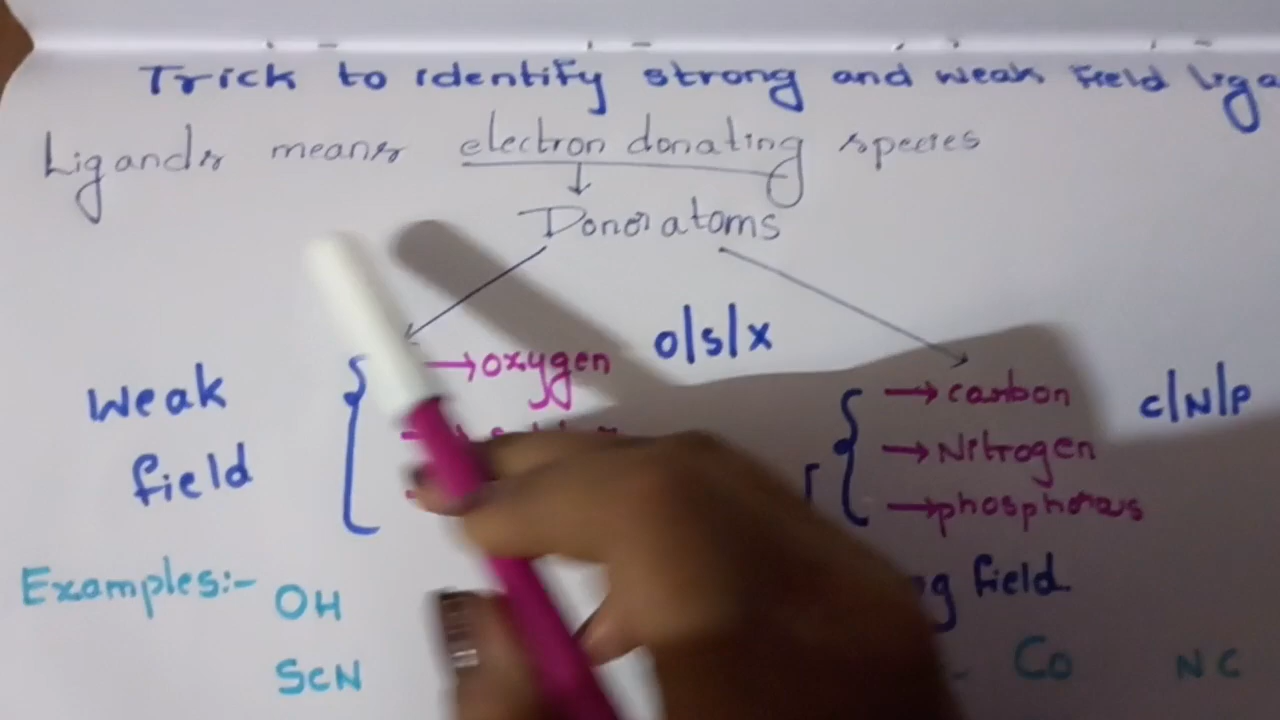 Trick to identify strong and weak field liga
Ligands means electron donating species
Donor atoms
O|S|X
→oxygen
Weak
field
→carbon
→Nitrogen
→phosphorus
C|N|P
field
Examples:-
OH
SCN
CO
NC